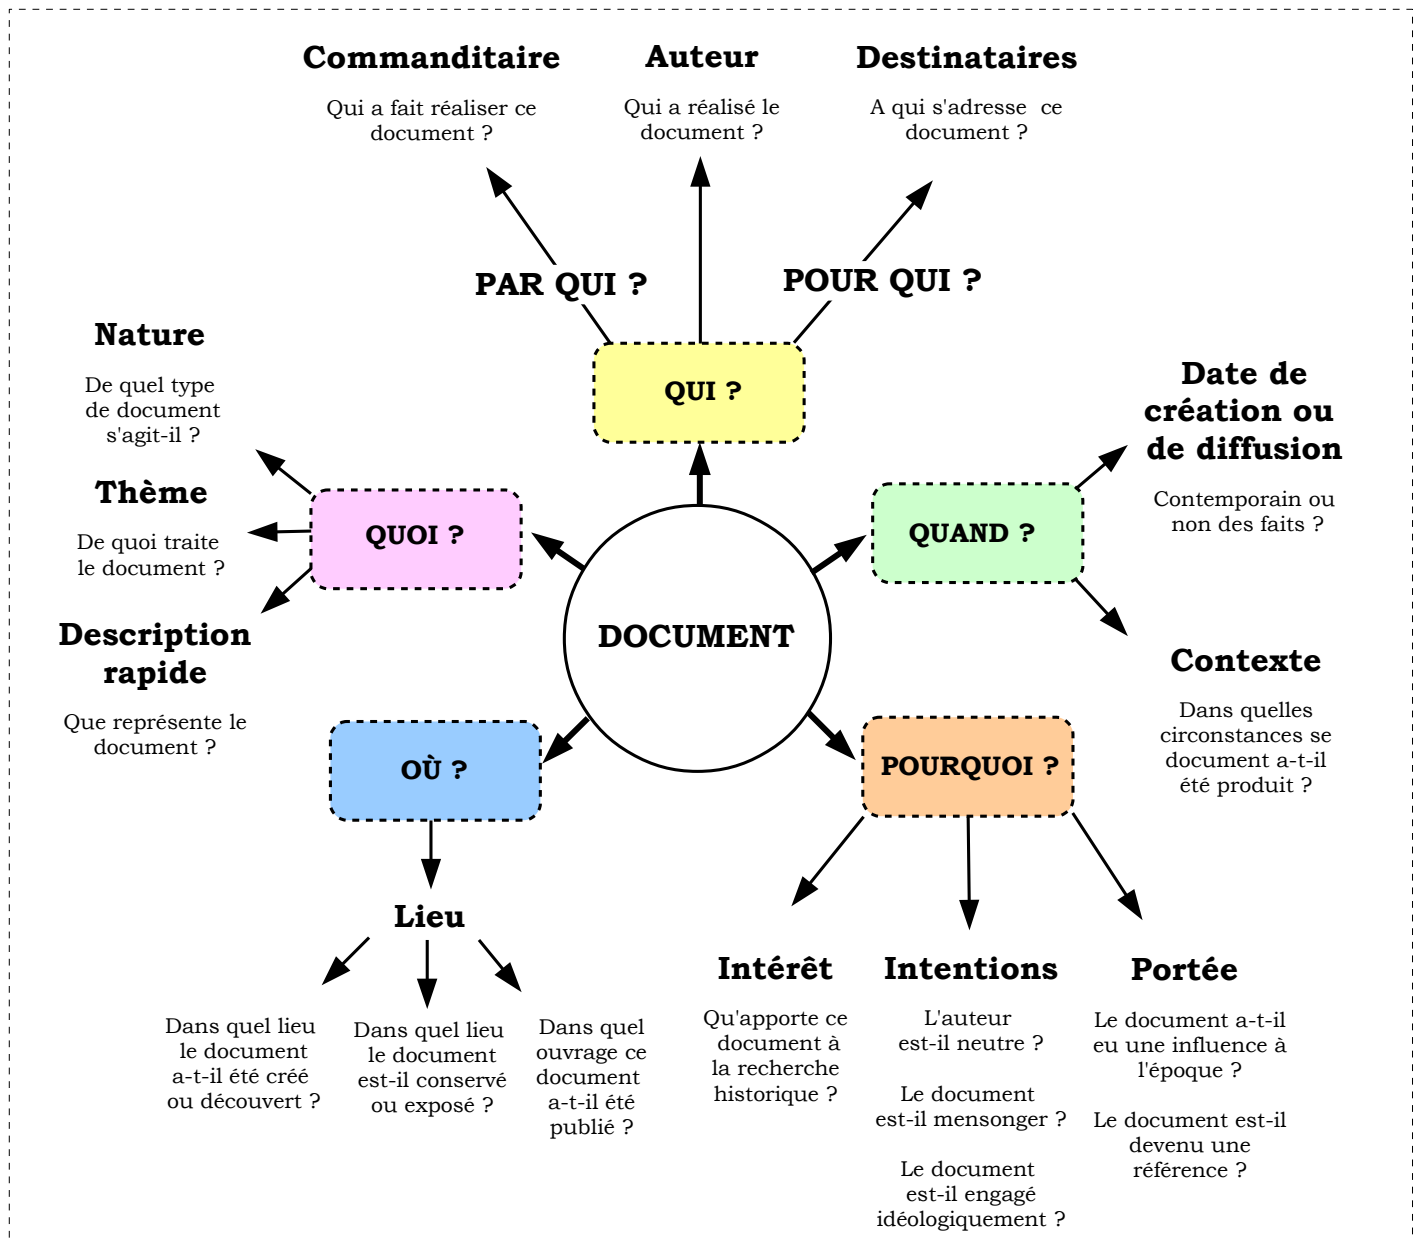 Commanditaire
Qui a fait réaliser ce
document ?
Auteur
Qui a réalisé le
document ?
Destinataires
A qui s'adresse  ce
document ?
PAR QUI ?
POUR QUI ?
QUI ?
Nature
De quel type
de document
s'agit-il ?
Thème
De quoi traite
le document ?
Description
rapide
Que représente le
document ?
QUOI ?
QUAND ?
Date de
création ou
de diffusion
Contemporain ou
non des faits ?
Contexte
Dans quelles
circonstances se
document a-t-il
été produit ?
DOCUMENT
OÙ ?
POURQUOI ?
Lieu
Dans quel lieu
le document
a-t-il été créé
ou découvert ?
Dans quel lieu
le document
est-il conservé
ou exposé ?
Dans quel
ouvrage ce
document
a-t-il été
publié ?
Intérêt
Qu'apporte ce
document à
la recherche
historique ?
Intentions
L'auteur
est-il neutre ?
Le document
est-il mensonger ?
Le document
est-il engagé
idéologiquement ?
Portée
Le document a-t-il
eu une influence à
l'époque ?
Le document est-il
devenu une
référence ?